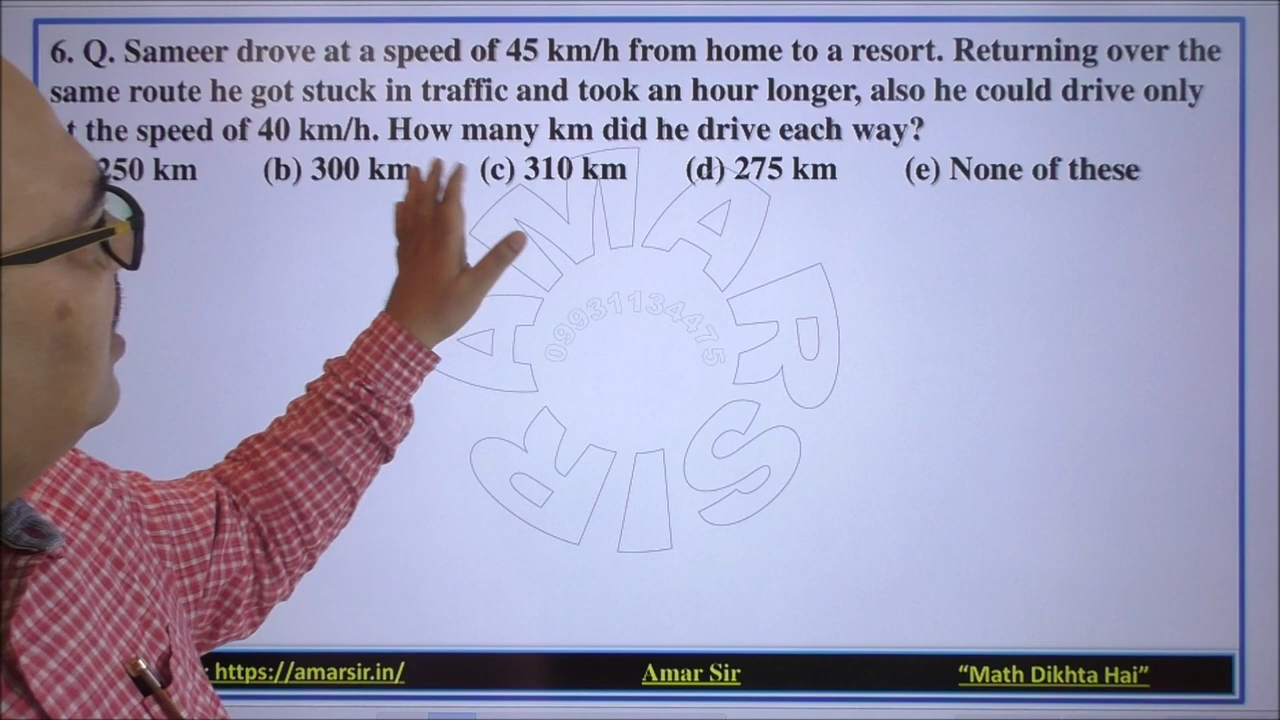 6. Q. Sameer drove at a speed of 45 km/h from home to a resort. Returning over the
same route he got stuck in traffic and took an hour longer, also he could drive only
t the speed of 40 km/h. How many km did he drive each way?
250 km (b) 300 km (c) 310 km (d) 275 km (e) None of these
AMAR SIR
09931134475
: https://amarsir.in/ Amar Sir “Math Dikhta Hai”